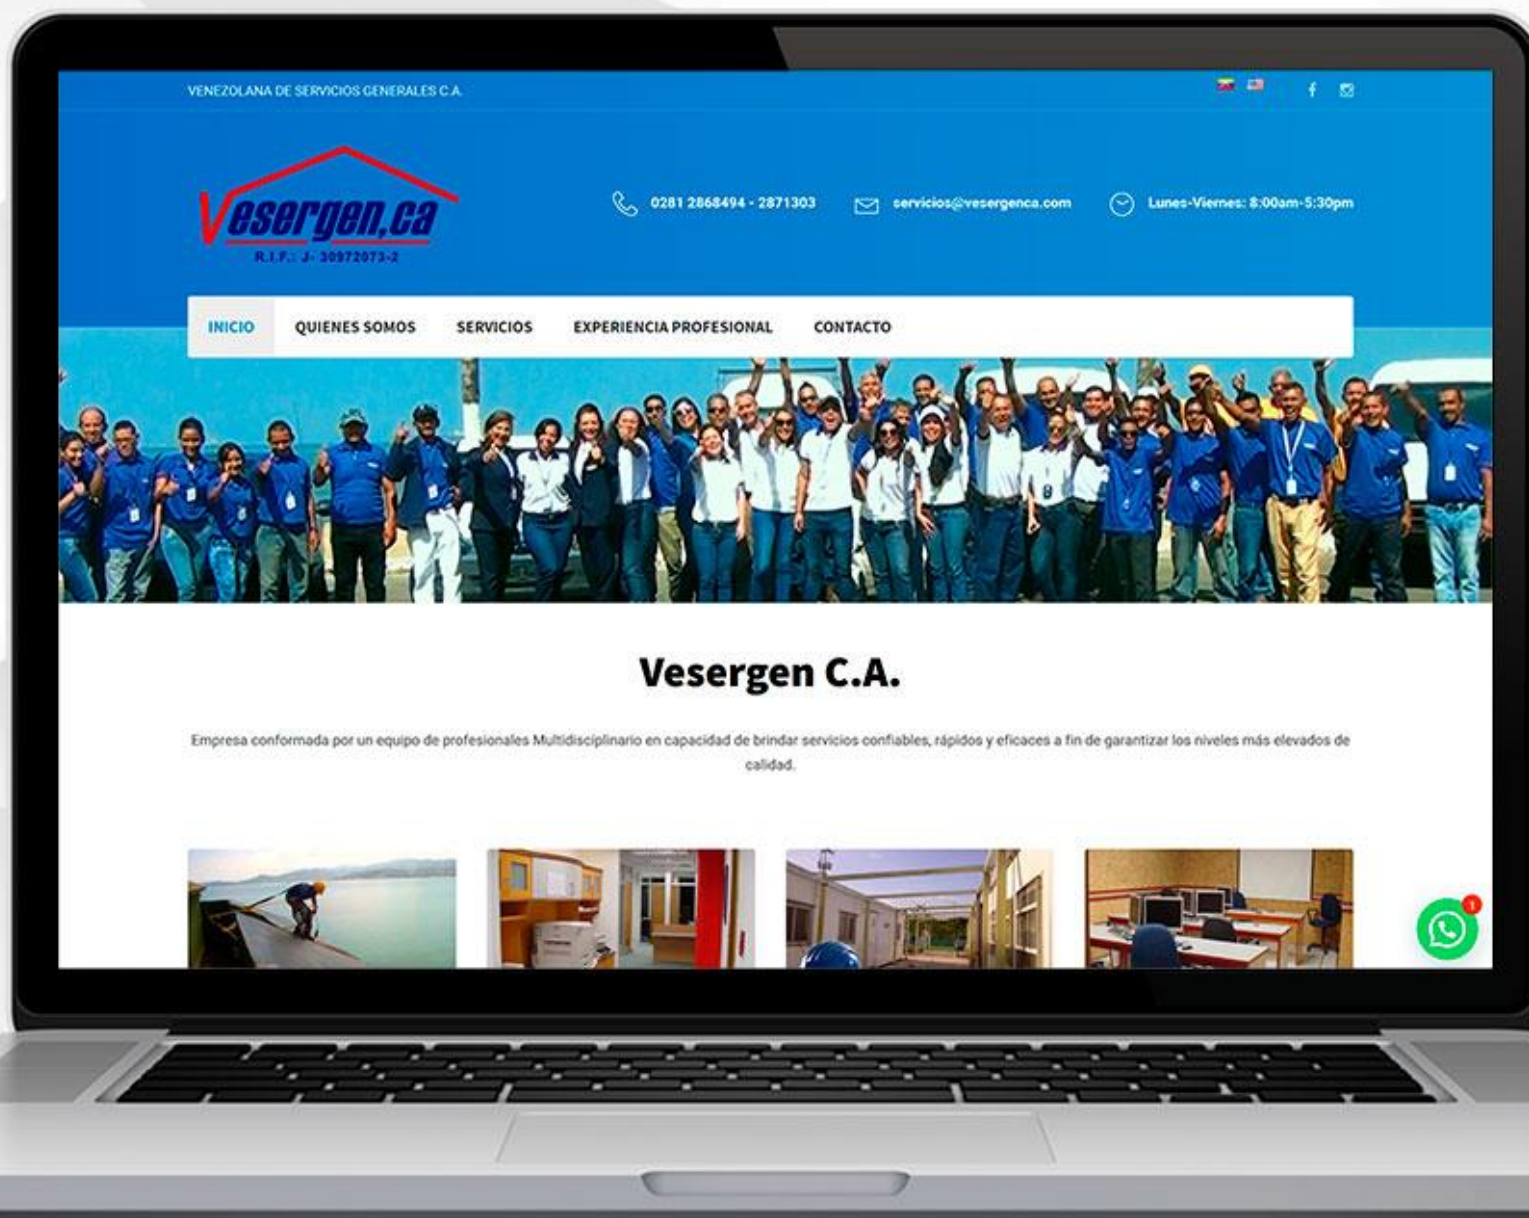 VENEZOLANA DE SERVICIOS GENERALES C.A.
Vesergen,ca
R.I.F.: J- 30972073-2
0281 2868494 - 2871303
servicios@vesergenca.com
Lunes-Viernes: 8:00am-5:30pm
INICIO QUIENES SOMOS SERVICIOS EXPERIENCIA PROFESIONAL CONTACTO
Vesergen C.A.
Empresa conformada por un equipo de profesionales Multidisciplinario en capacidad de brindar servicios confiables, rápidos y eficaces a fin de garantizar los niveles más elevados de
calidad.
1